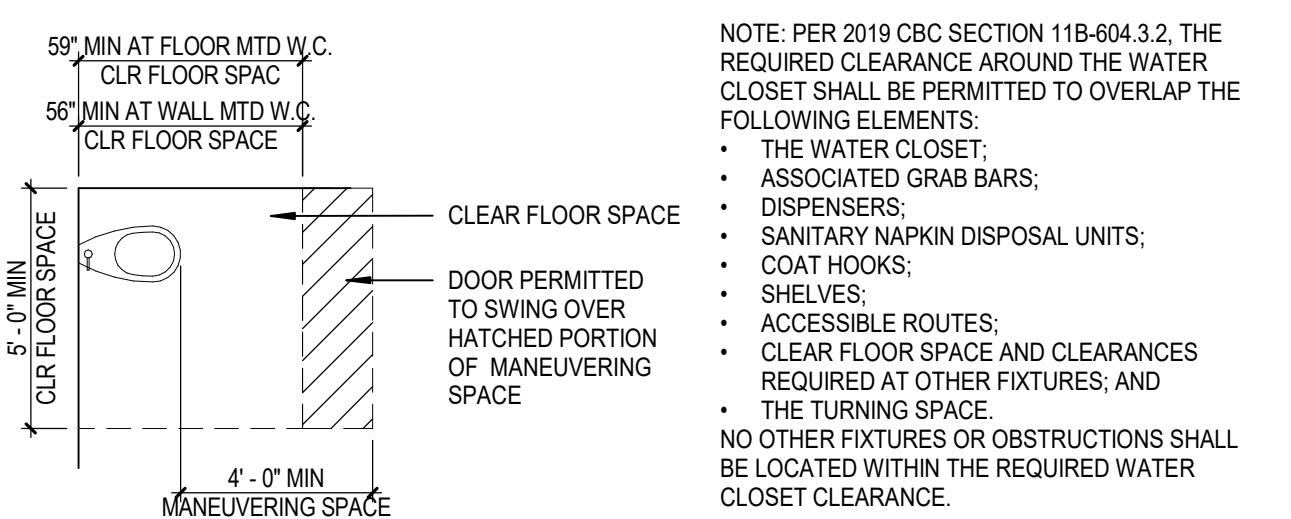 59" MIN AT FLOOR MTD W.C.
CLR FLOOR SPAC
56" MIN AT WALL MTD W.C.
CLR FLOOR SPACE
5' - 0" MIN
CLR FLOOR SPACE
CLEAR FLOOR SPACE
DOOR PERMITTED
TO SWING OVER
HATCHED PORTION
OF MANEUVERING
SPACE
4' - 0" MIN
MANEUVERING SPACE
NOTE: PER 2019 CBC SECTION 11B-604.3.2, THE
REQUIRED CLEARANCE AROUND THE WATER
CLOSET SHALL BE PERMITTED TO OVERLAP THE
FOLLOWING ELEMENTS:
• THE WATER CLOSET;
• ASSOCIATED GRAB BARS;
• DISPENSERS;
• SANITARY NAPKIN DISPOSAL UNITS;
• COAT HOOKS;
• SHELVES;
• ACCESSIBLE ROUTES;
• CLEAR FLOOR SPACE AND CLEARANCES
REQUIRED AT OTHER FIXTURES; AND
• THE TURNING SPACE.
NO OTHER FIXTURES OR OBSTRUCTIONS SHALL
BE LOCATED WITHIN THE REQUIRED WATER
CLOSET CLEARANCE.